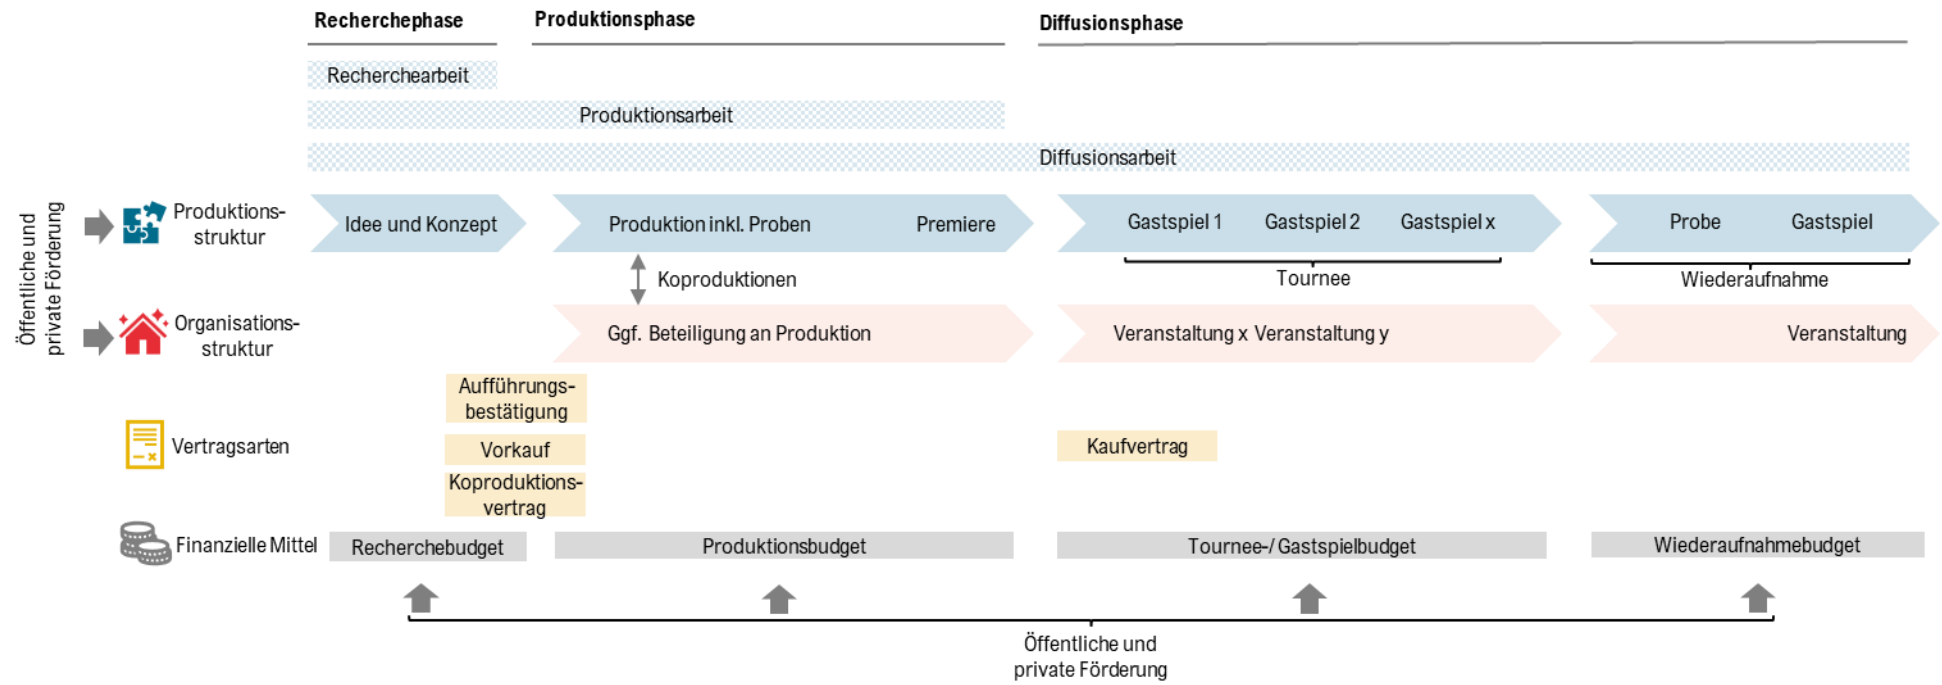 Recherchephase
Produktionsphase
Diffusionsphase
Recherchearbeit
Produktionsarbeit
Diffusionsarbeit
Öffentliche und
private Förderung
Produktions-
struktur
Idee und Konzept
Produktion inkl. Proben
Premiere
Gastspiel 1
Gastspiel 2
Gastspiel x
Probe
Gastspiel
Koproduktionen
Tournee
Wiederaufnahme
Organisations-
struktur
Ggf. Beteiligung an Produktion
Veranstaltung x Veranstaltung y
Veranstaltung
Vertragsarten
Aufführungs-
bestätigung
Vorkauf
Koproduktions-
vertrag
Kaufvertrag
Finanzielle Mittel
Recherchebudget
Produktionsbudget
Tournee-/ Gastspielbudget
Wiederaufnahmebudget
Öffentliche und
private Förderung